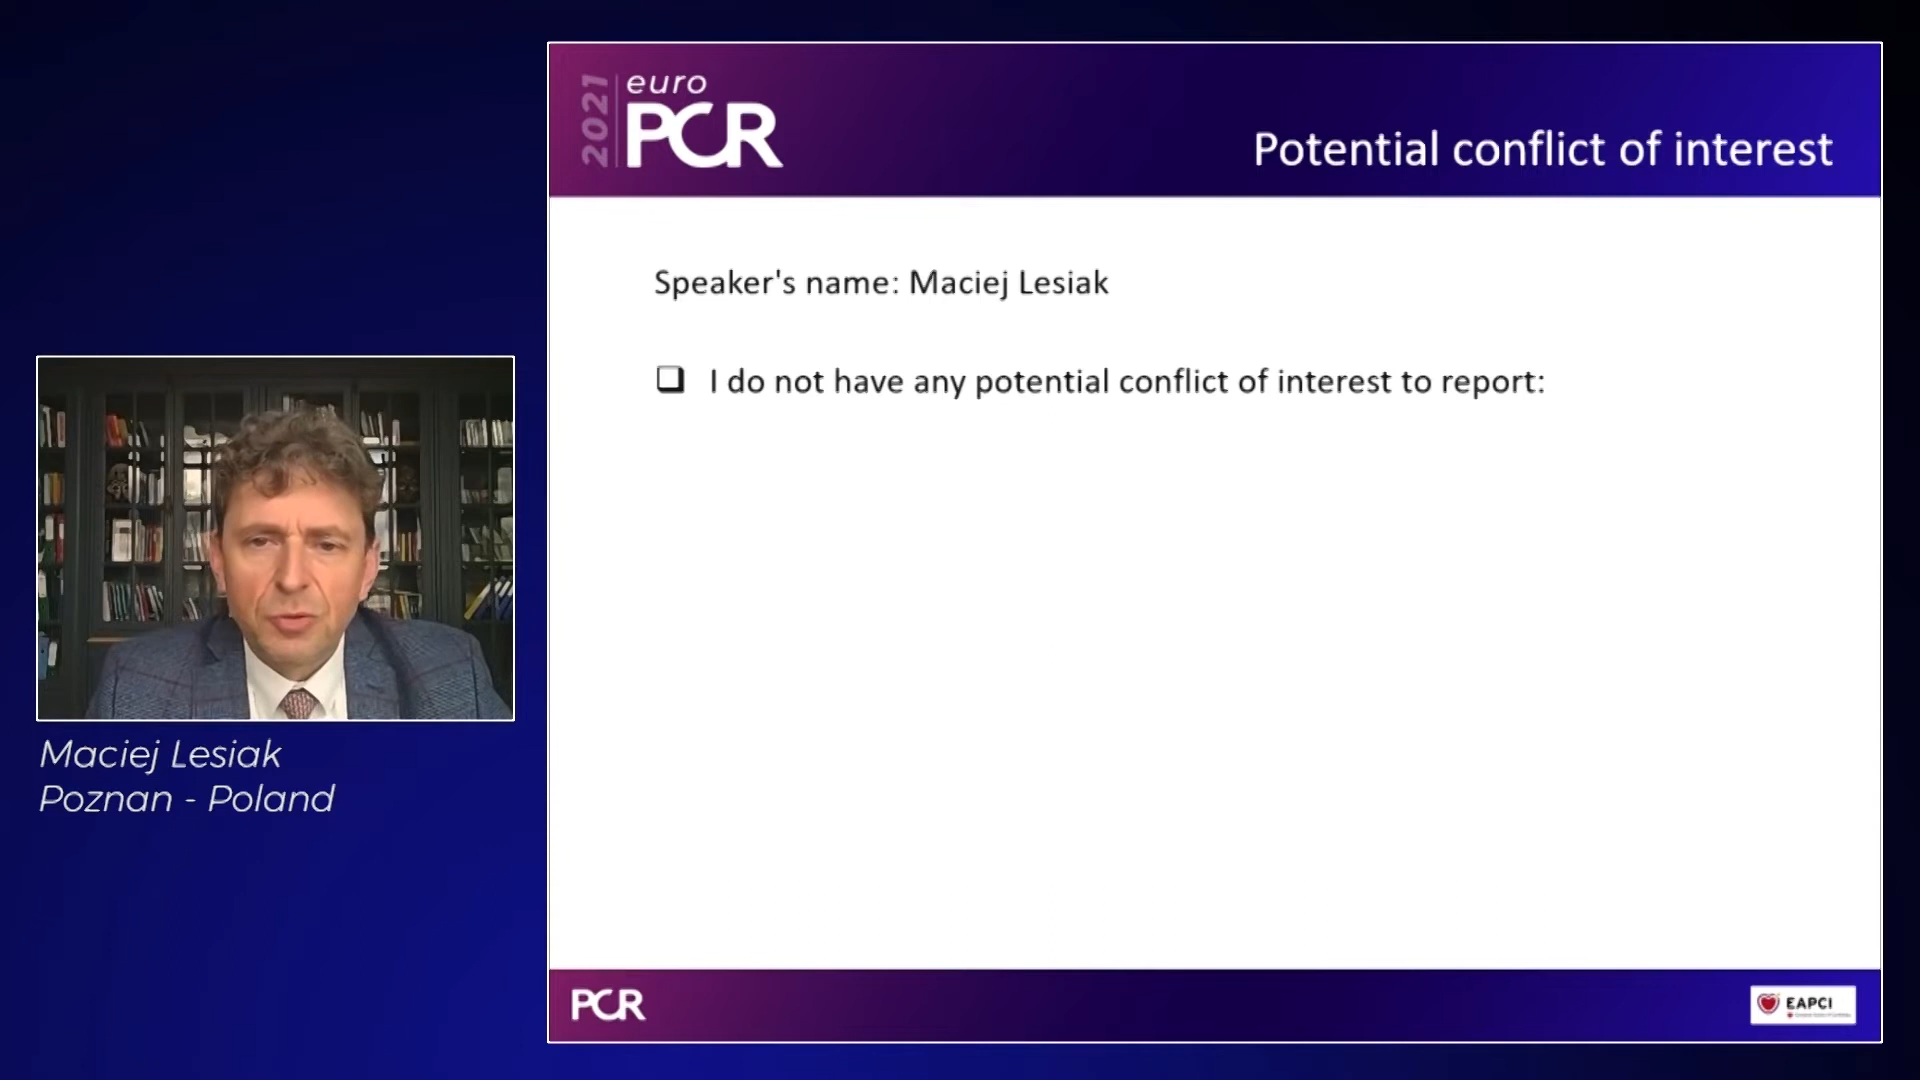 2021
euro
PCR
Potential conflict of interest
Speaker's name: Maciej Lesiak
❑ I do not have any potential conflict of interest to report:
Maciej Lesiak
Poznan - Poland
PCR
EAPCI